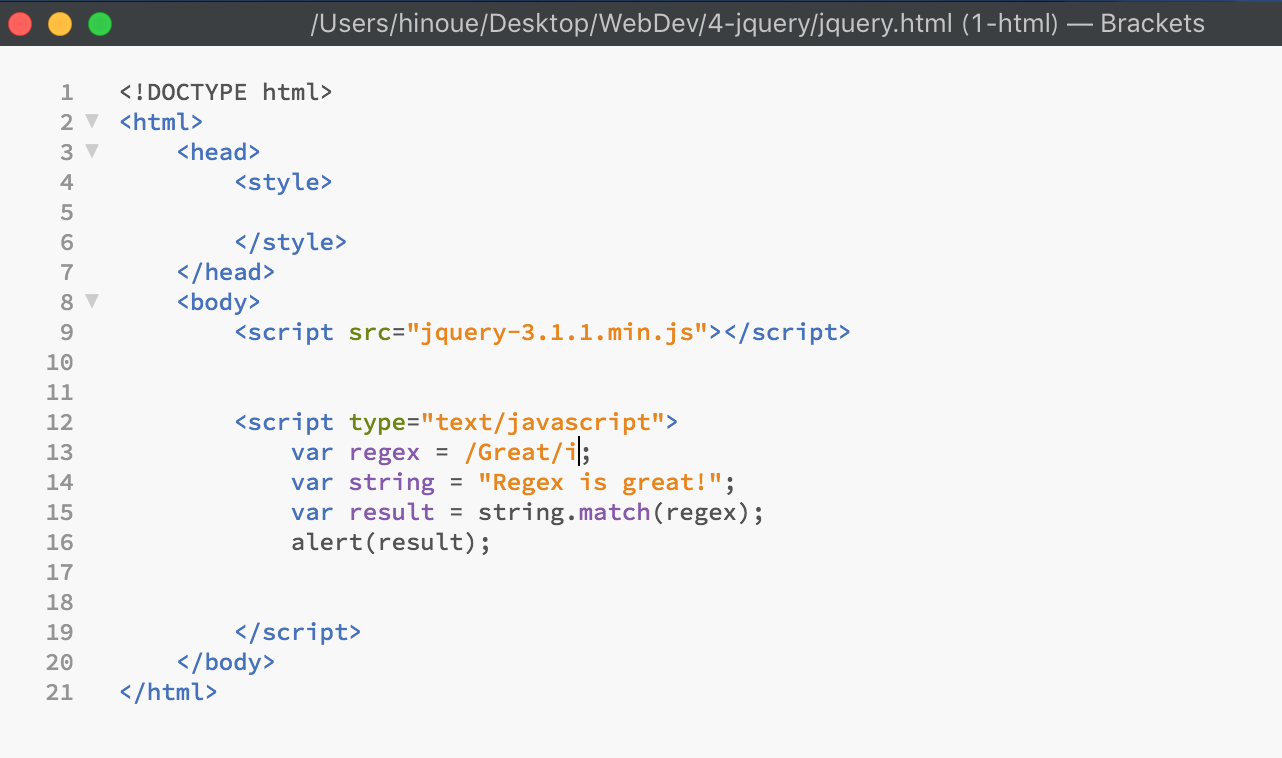 /Users/hinoue/Desktop/WebDev/4-jquery/jquery.html (1-html) — Brackets
1 <!DOCTYPE html>
2 <html>
3 <head>
4 <style>
5
6 </style>
7 </head>
8 <body>
9 <script src="jquery-3.1.1.min.js"></script>
10
11
12 <script type="text/javascript">
13 var regex = /Great/i;
14 var string = "Regex is great!";
15 var result = string.match(regex);
16 alert(result);
17
18
19 </script>
20 </body>
21 </html>